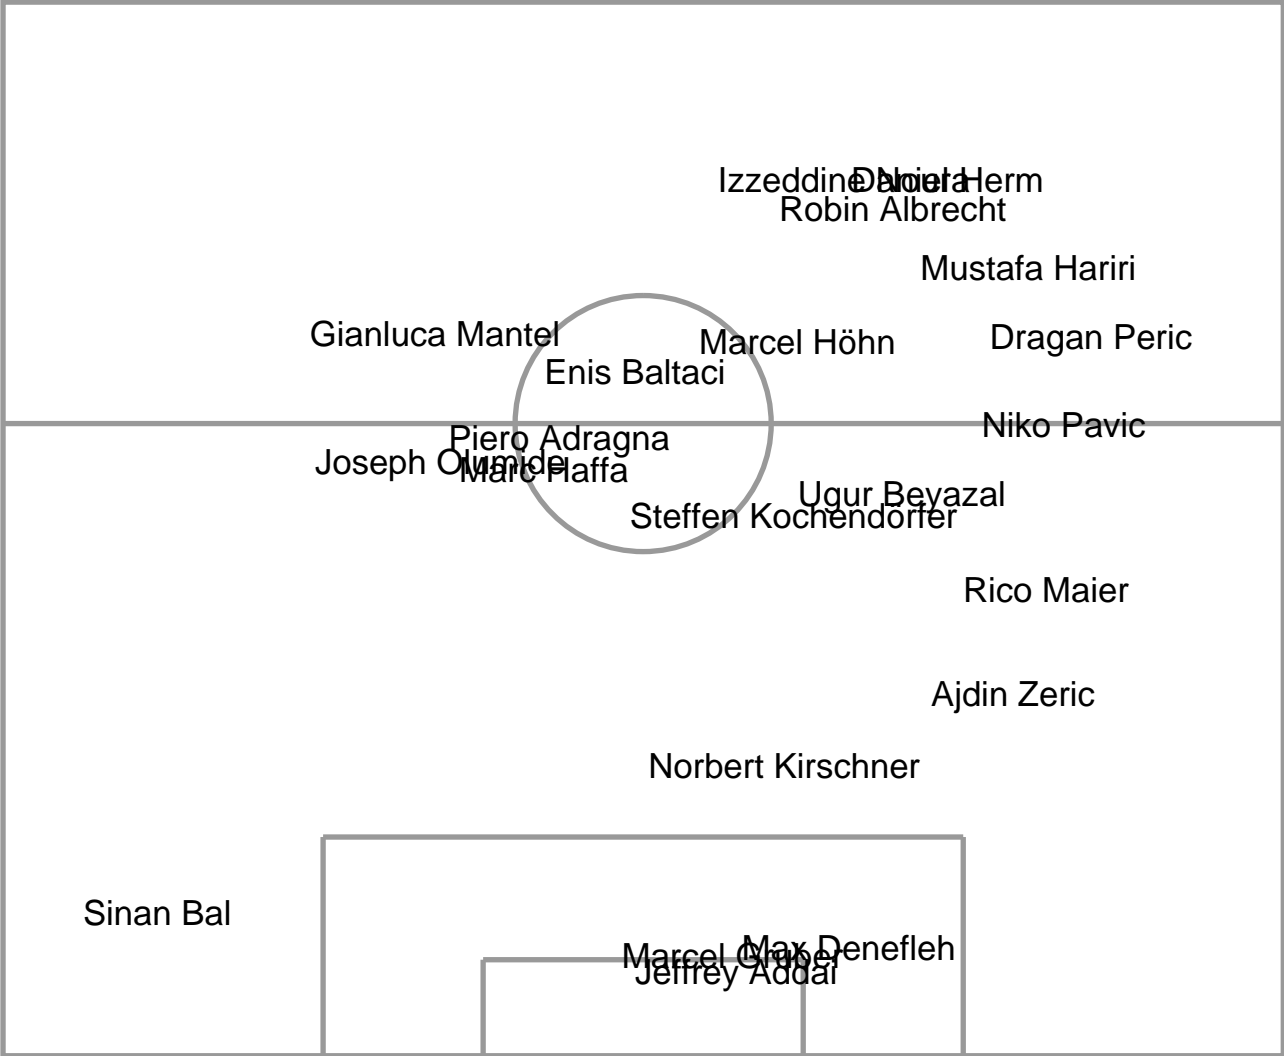 Izzeddine Noura
Daniel Herm
Robin Albrecht
Mustafa Hariri
Gianluca Mantel
Marcel Höhn
Dragan Peric
Enis Baltaci
Niko Pavic
Piero Adragna
Joseph Olumide
Marc Haffa
Ugur Beyazal
Steffen Kochendörfer
Rico Maier
Ajdin Zeric
Norbert Kirschner
Sinan Bal
Max Denefleh
Marcel Gruber
Jeffrey Addai